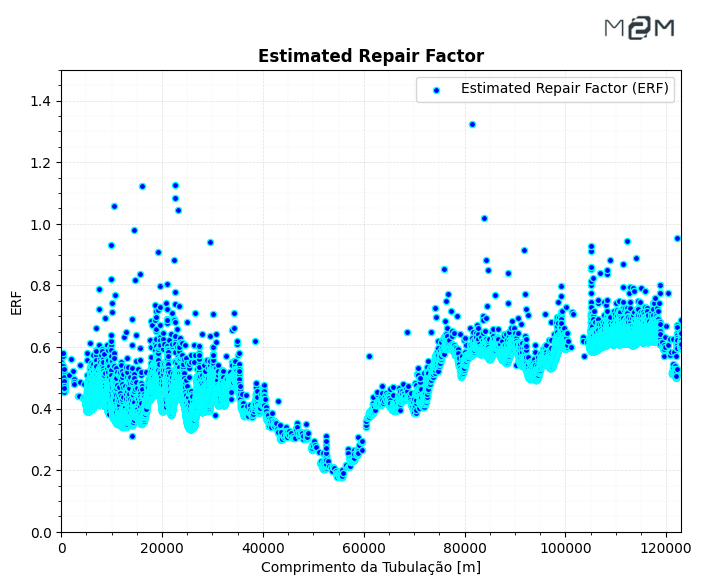 M2M
Estimated Repair Factor
Estimated Repair Factor (ERF)
1.4
1.2
1.0
0.8
0.6
0.4
0.2
0.0
ERF
0 20000 40000 60000 80000 100000 120000
Comprimento da Tubulação [m]